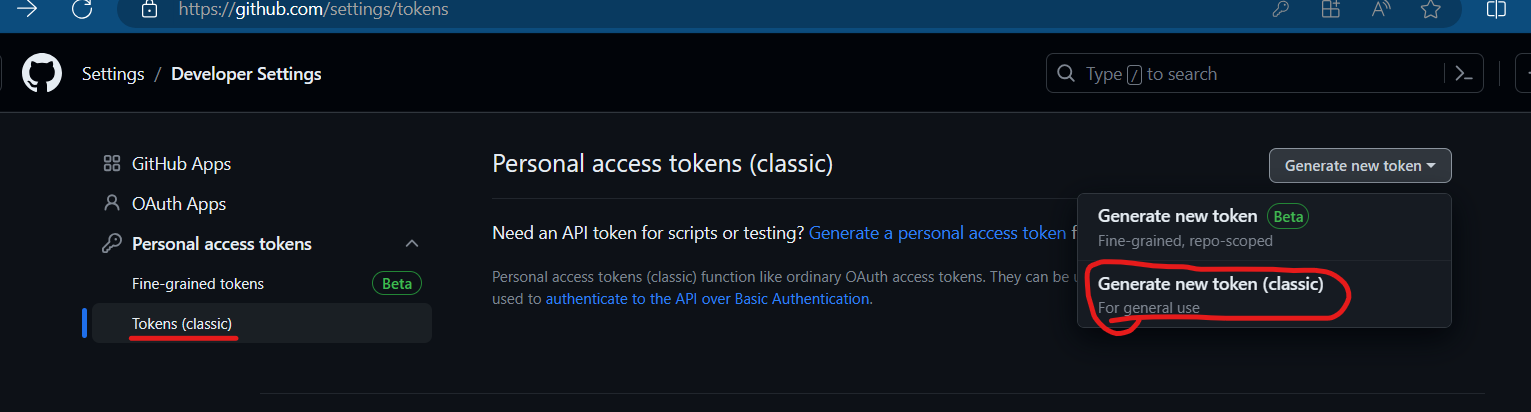 https://github.com/settings/tokens
Settings / Developer Settings
Type / to search
GitHub Apps
OAuth Apps
Personal access tokens
Fine-grained tokens Beta
Tokens (classic)
Personal access tokens (classic)
Generate new token
Need an API token for scripts or testing? Generate a personal access token
Personal access tokens (classic) function like ordinary OAuth access tokens. They can be
used to authenticate to the API over Basic Authentication.
Generate new token Beta
Fine-grained, repo-scoped
Generate new token (classic)
For general use